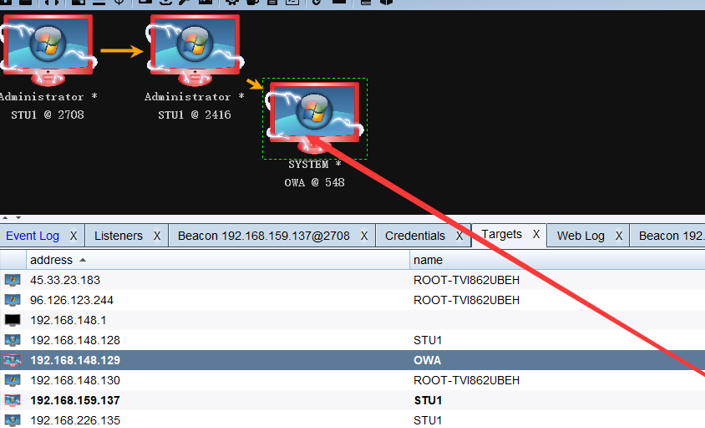 Administrator *
STU1 @ 2708
Administrator *
STU1 @ 2416
SYSTEM *
OWA @ 548
Event Log X
Listeners X
Beacon 192.168.159.137@2708 X
Credentials X
Targets X
Web Log X
Beacon 192.
address name
45.33.23.183 ROOT-TVI862UBEH
96.126.123.244 ROOT-TVI862UBEH
192.168.148.1
192.168.148.128 STU1
192.168.148.129 OWA
192.168.148.130 ROOT-TVI862UBEH
192.168.159.137 STU1
192.168.226.135 STU1